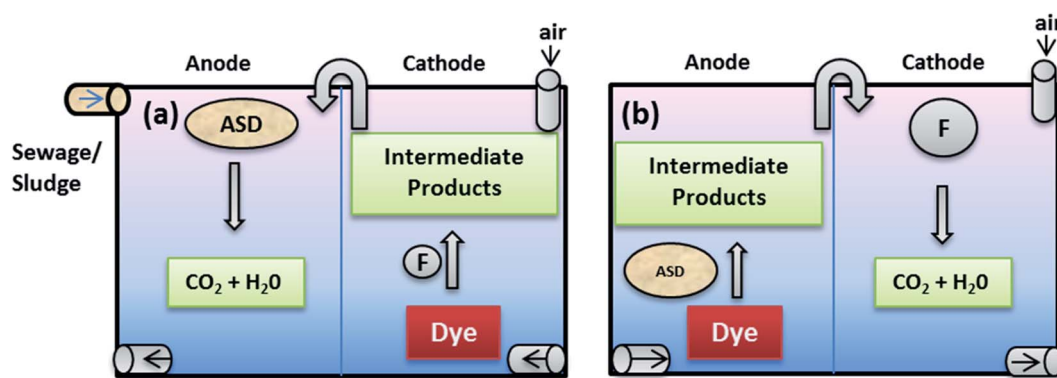 air
Anode
Cathode
(a)
ASD
Sewage/
Sludge
Intermediate
Products
F
CO₂ + H₂0
Dye
air
Anode
Cathode
(b)
F
Intermediate
Products
ASD
CO₂ + H₂0
Dye